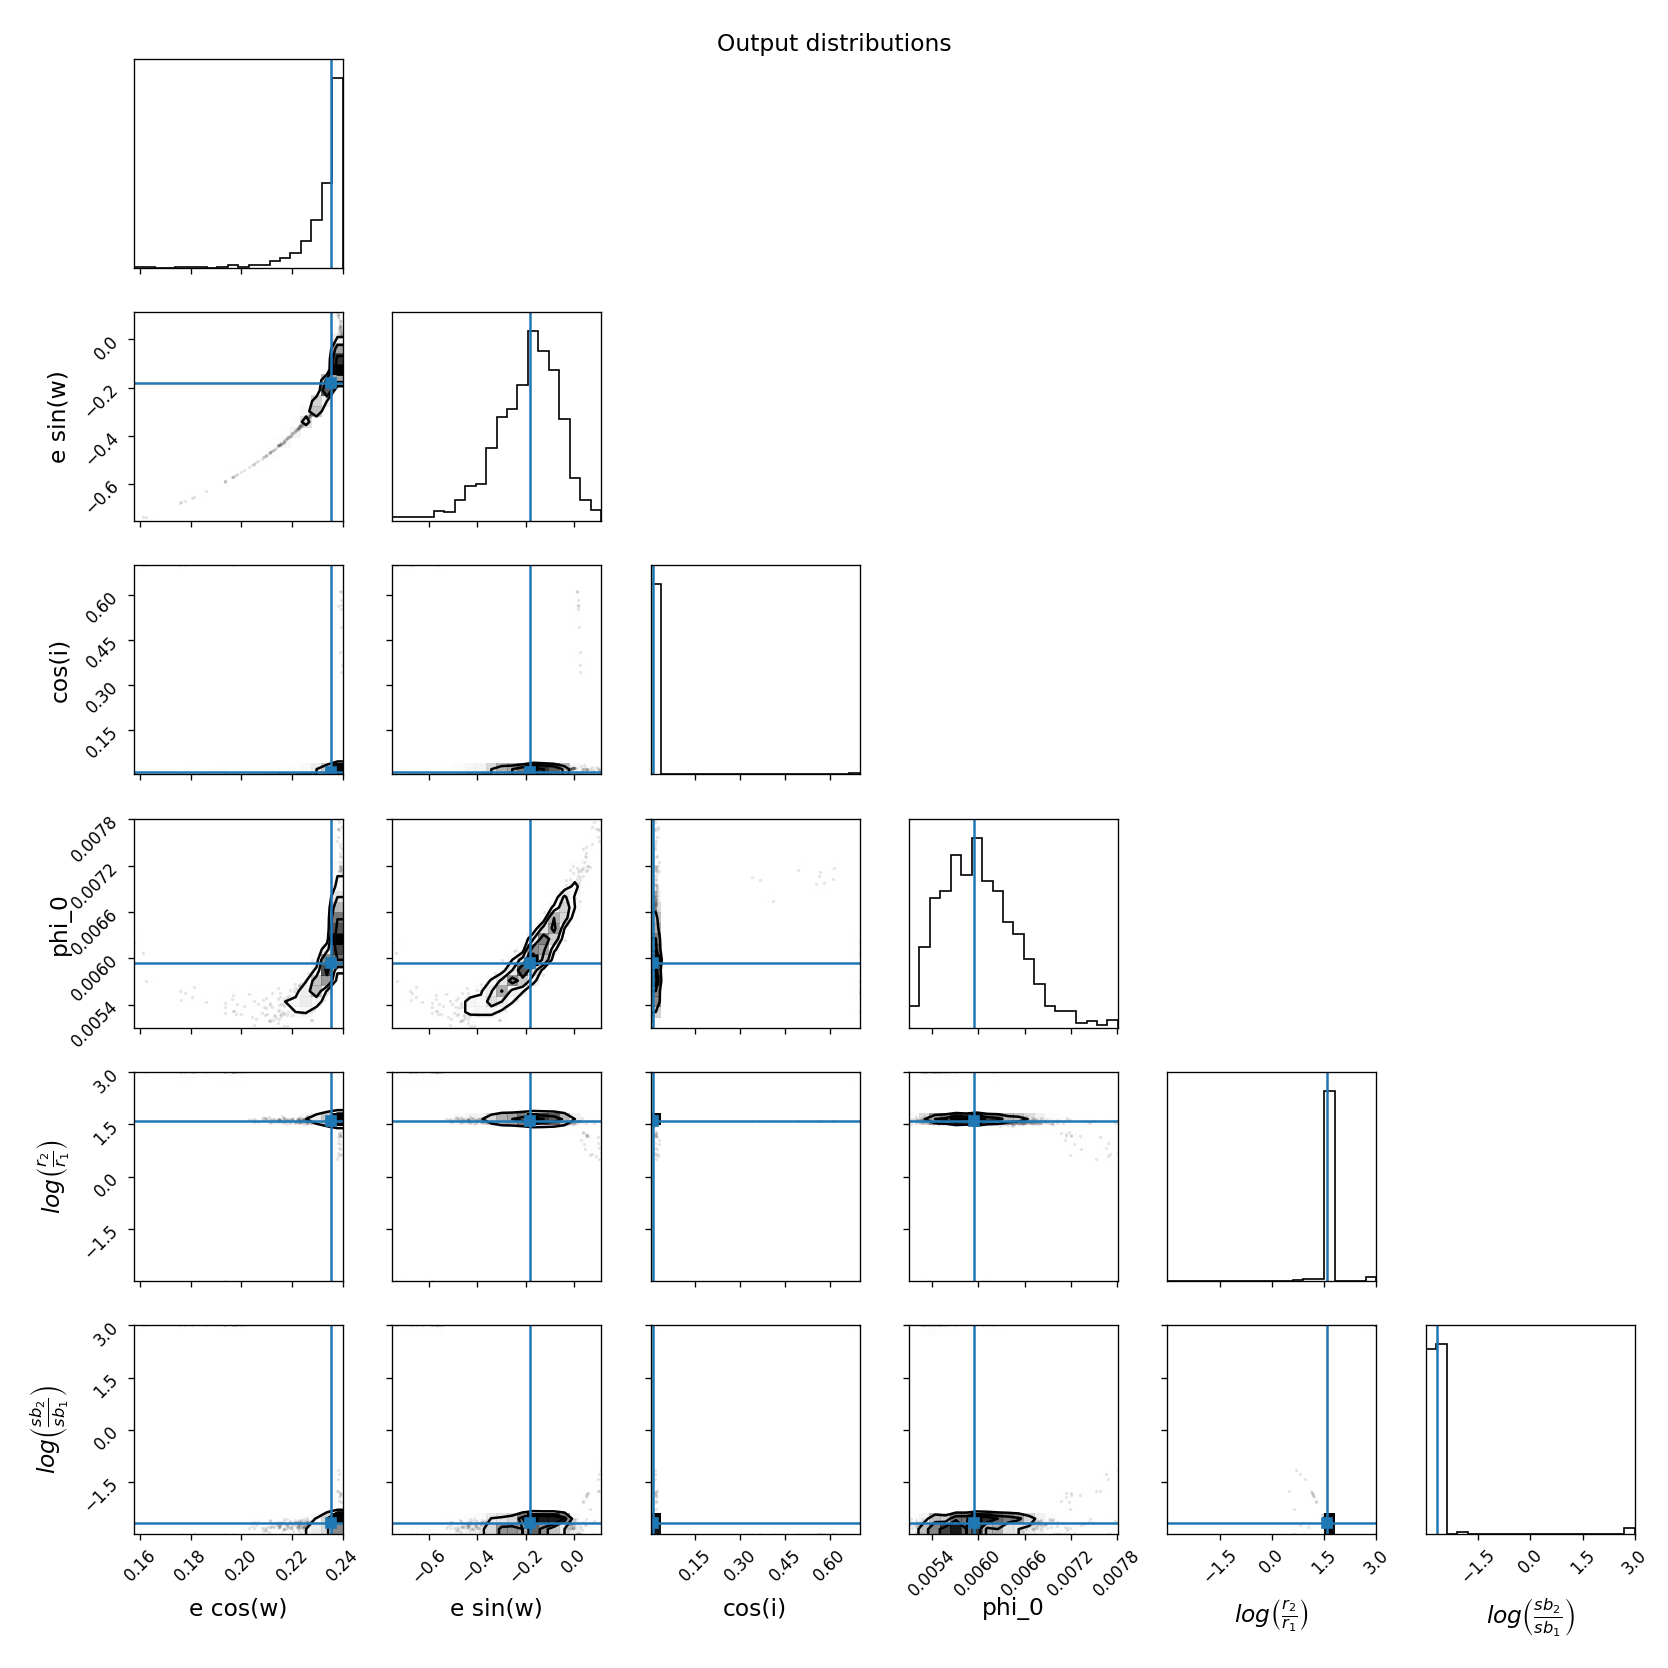 Output distributions
e sin(w)
0.0
−0.2
−0.4
−0.6
cos(i)
0.60
0.45
0.30
0.15
phi_0
0.0078
0.0072
0.0066
0.0060
0.0054
log(r₂/r₁)
3.0
1.5
0.0
−1.5
log(sb₂/sb₁)
3.0
1.5
0.0
−1.5
0.16 0.18 0.20 0.22 0.24
−0.6 −0.4 −0.2 0.0
0.15 0.30 0.45 0.60
0.0054 0.0060 0.0066 0.0072 0.0078
−1.5 0.0 1.5 3.0
−1.5 0.0 1.5 3.0
e cos(w)
e sin(w)
cos(i)
phi_0
log(r₂/r₁)
log(sb₂/sb₁)